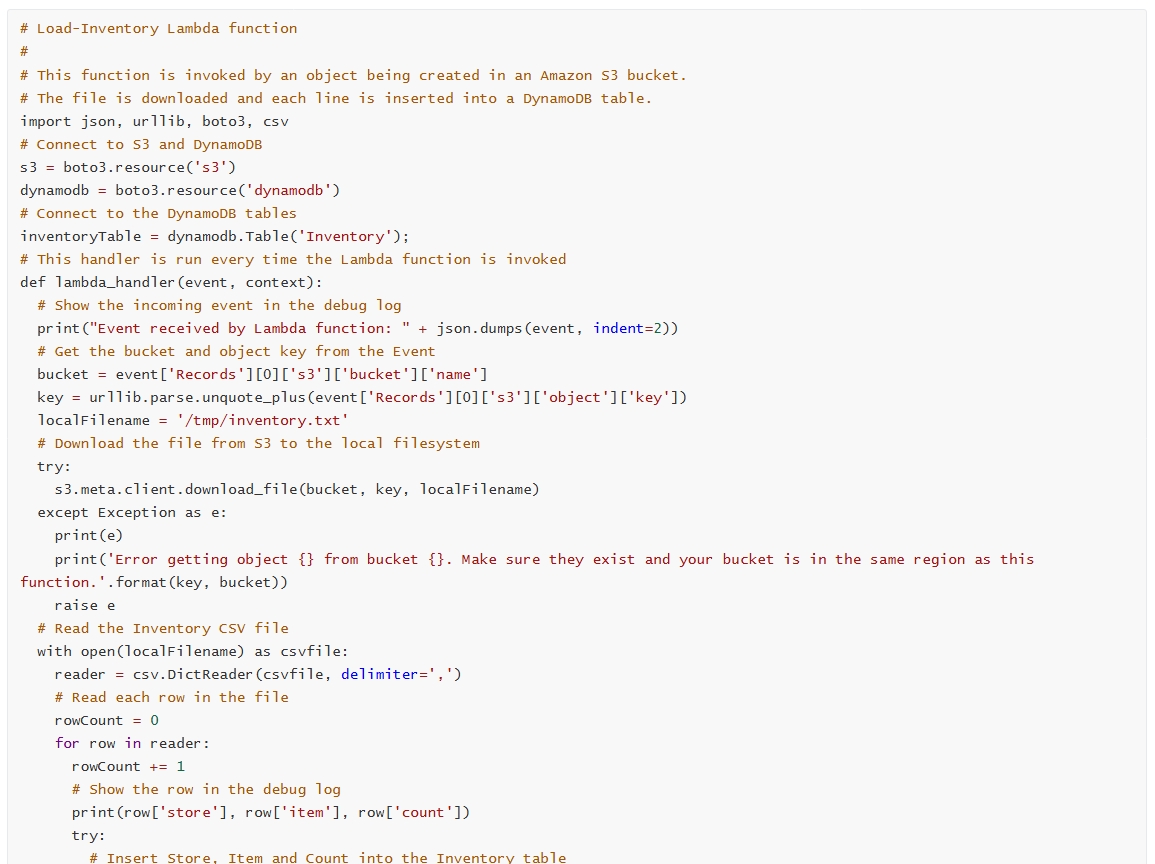 # Load-Inventory Lambda function
#
# This function is invoked by an object being created in an Amazon S3 bucket.
# The file is downloaded and each line is inserted into a DynamoDB table.
import json, urllib, boto3, csv
# Connect to S3 and DynamoDB
s3 = boto3.resource('s3')
dynamodb = boto3.resource('dynamodb')
# Connect to the DynamoDB tables
inventoryTable = dynamodb.Table('Inventory');
# This handler is run every time the Lambda function is invoked
def lambda_handler(event, context):
  # Show the incoming event in the debug log
  print("Event received by Lambda function: " + json.dumps(event, indent=2))
  # Get the bucket and object key from the Event
  bucket = event['Records'][0]['s3']['bucket']['name']
  key = urllib.parse.unquote_plus(event['Records'][0]['s3']['object']['key'])
  localFilename = '/tmp/inventory.txt'
  # Download the file from S3 to the local filesystem
  try:
    s3.meta.client.download_file(bucket, key, localFilename)
  except Exception as e:
    print(e)
    print('Error getting object {} from bucket {}. Make sure they exist and your bucket is in the same region as this
function.'.format(key, bucket))
    raise e
  # Read the Inventory CSV file
  with open(localFilename) as csvfile:
    reader = csv.DictReader(csvfile, delimiter=',')
    # Read each row in the file
    rowCount = 0
    for row in reader:
      rowCount += 1
      # Show the row in the debug log
      print(row['store'], row['item'], row['count'])
      try:
        # Insert Store, Item and Count into the Inventory table